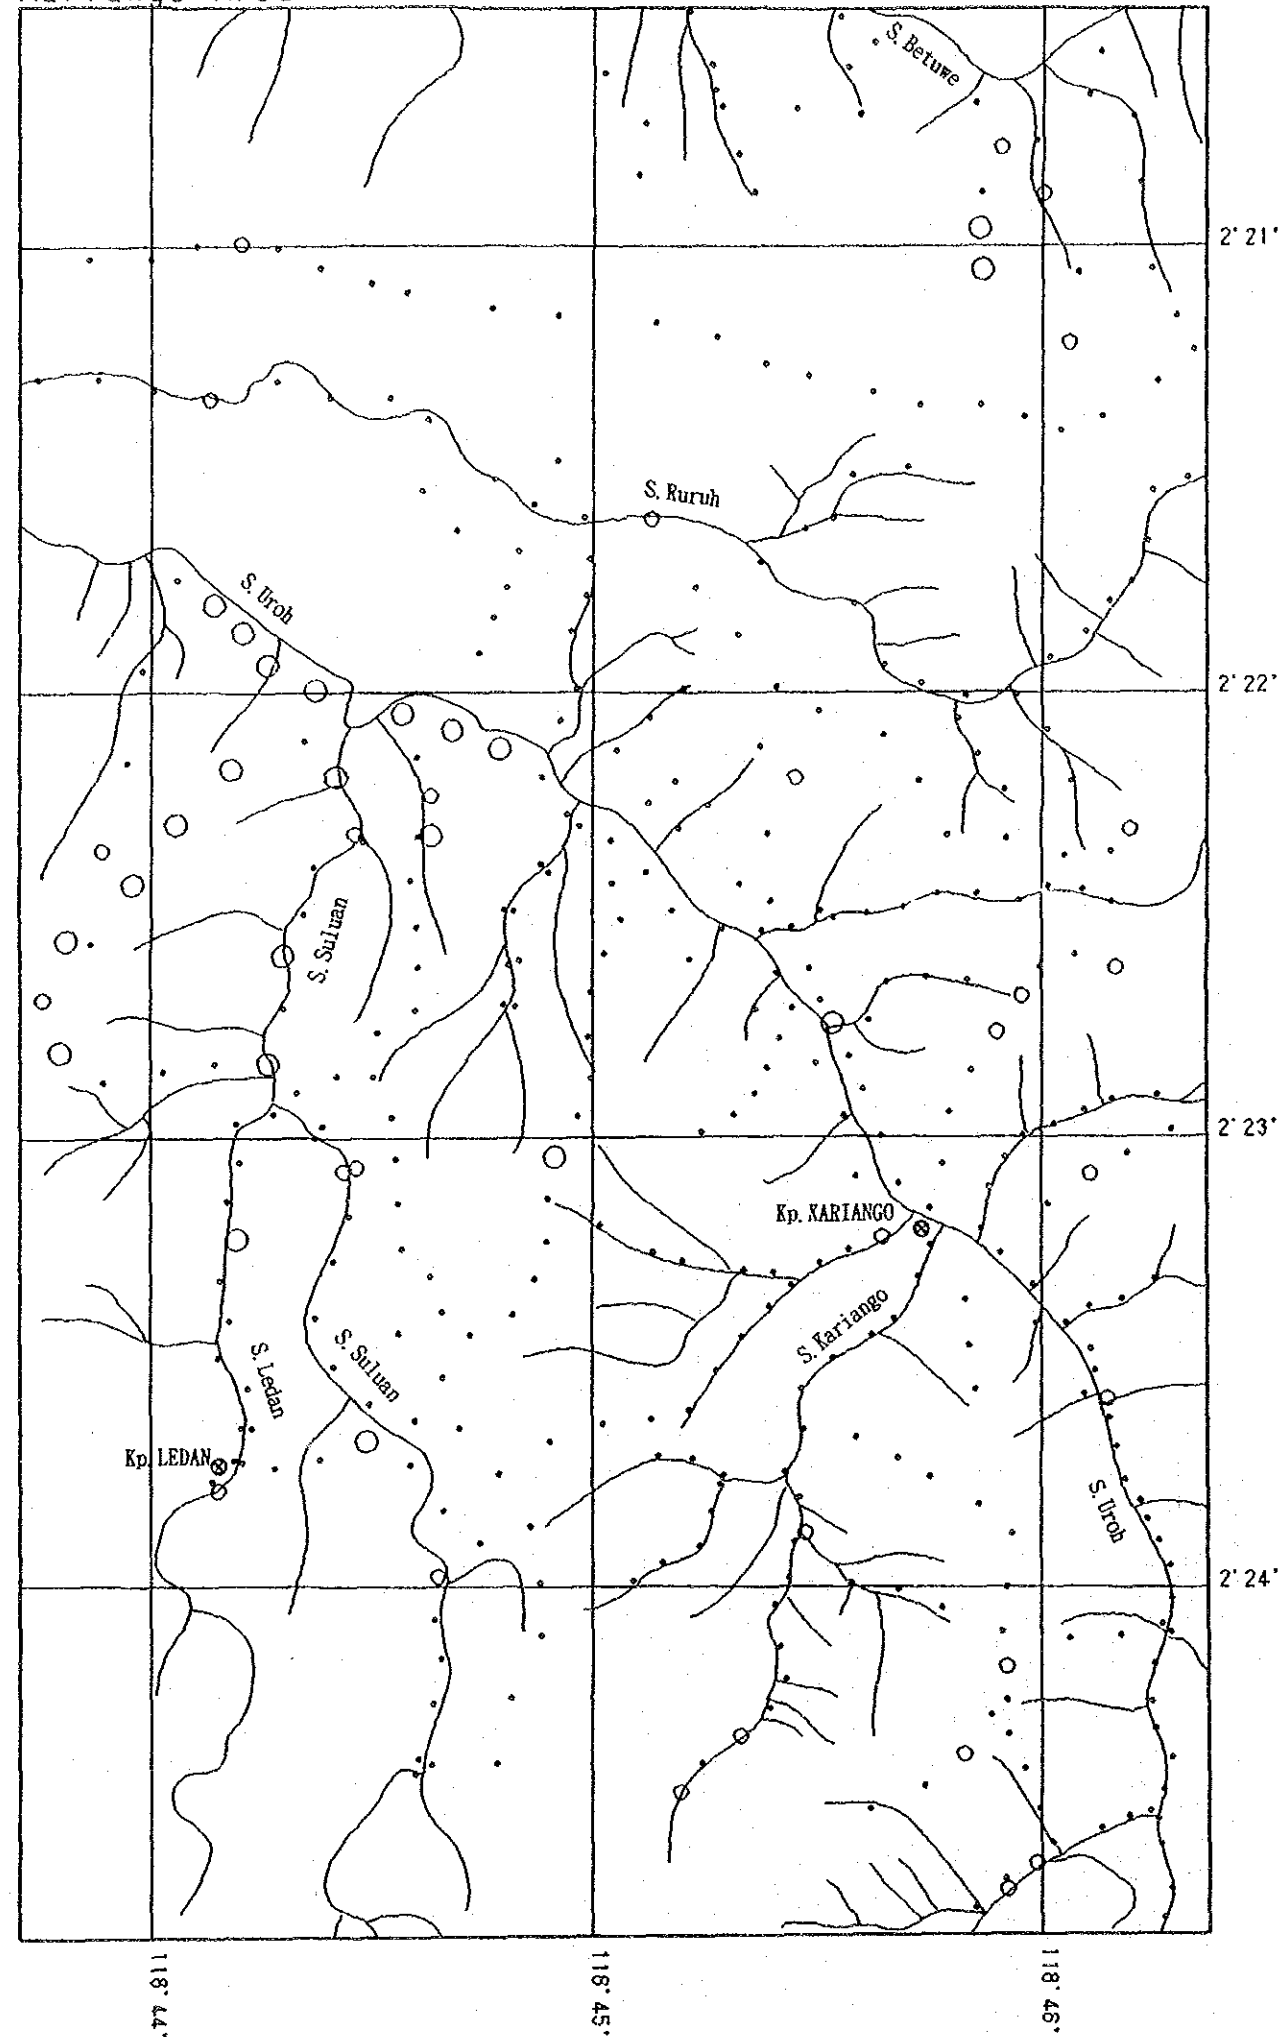 S. Betuwe
2°21'
S. Ruruh
S. Uroh
2°22'
S. Suluan
2°23'
Kp. KARIANGO
S. Kariango
S. Suluan
S. Ledan
Kp. LEDAN
S. Uroh
2°24'
118°44'
118°45'
118°46'